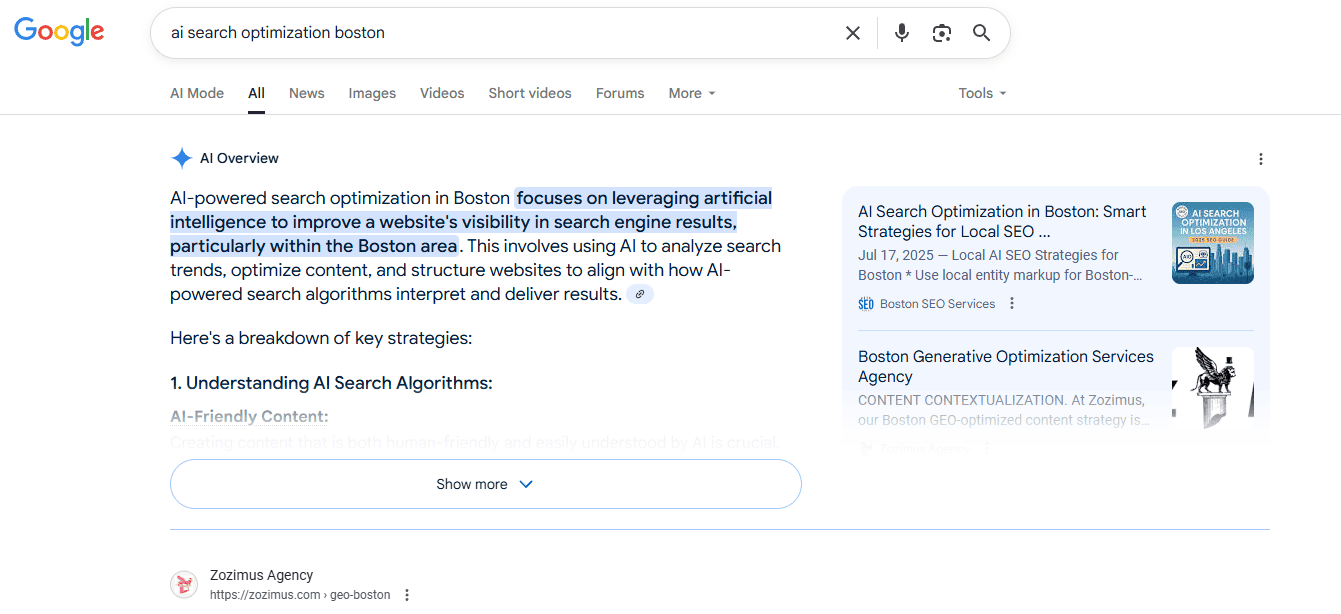 Google
ai search optimization boston
AI Mode
All
News
Images
Videos
Short videos
Forums
More
Tools
AI Overview
AI-powered search optimization in Boston focuses on leveraging artificial
intelligence to improve a website's visibility in search engine results,
particularly within the Boston area. This involves using AI to analyze search
trends, optimize content, and structure websites to align with how AI-
powered search algorithms interpret and deliver results.
Here's a breakdown of key strategies:
1. Understanding AI Search Algorithms:
AI-Friendly Content:
Creating content that is both human-friendly and easily understood by AI is crucial.
Show more
AI Search Optimization in Boston: Smart
Strategies for Local SEO ...
Jul 17, 2025 — Local AI SEO Strategies for
Boston * Use local entity markup for Boston-...
SEO
Boston SEO Services
AI SEARCH
OPTIMIZATION
IN LOS ANGELES
2025 SEO GUIDE
Boston Generative Optimization Services
Agency
CONTENT CONTEXTUALIZATION. At Zozimus,
our Boston GEO-optimized content strategy is...
Zozimus Agency
Zozimus Agency
https://zozimus.com › geo-boston